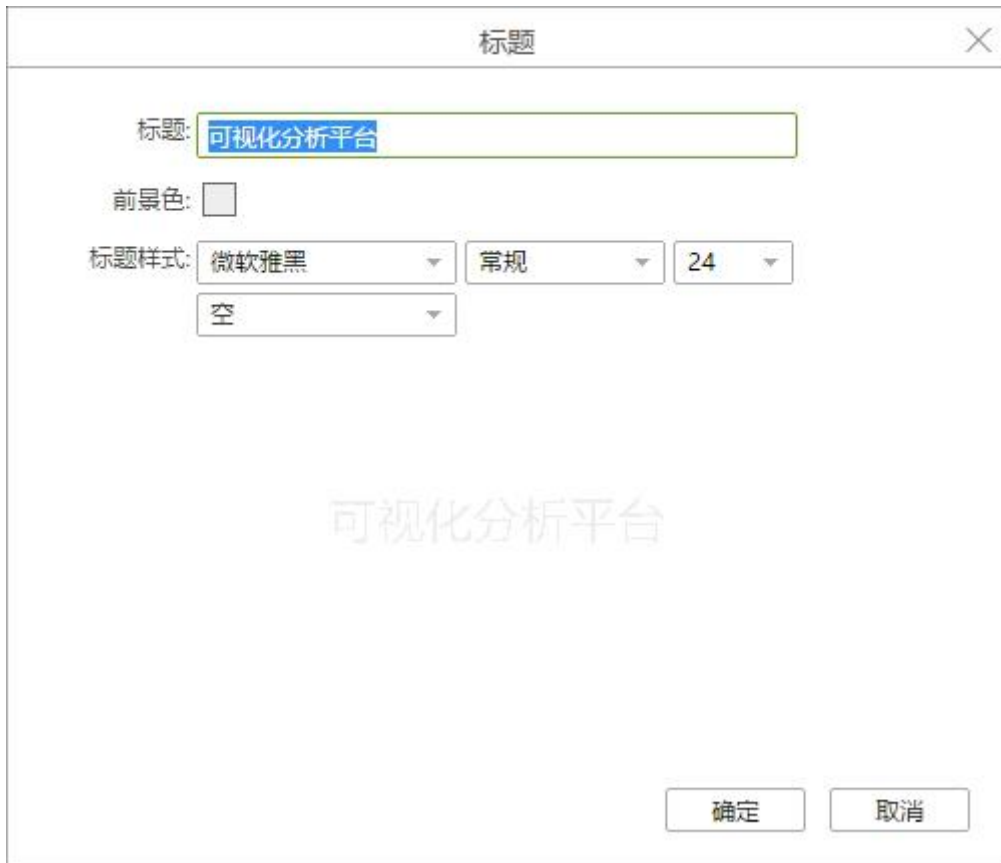 标题
标题: 可视化分析平台
前景色:
标题样式: 微软雅黑 常规 24
空
可视化分析平台
确定 取消